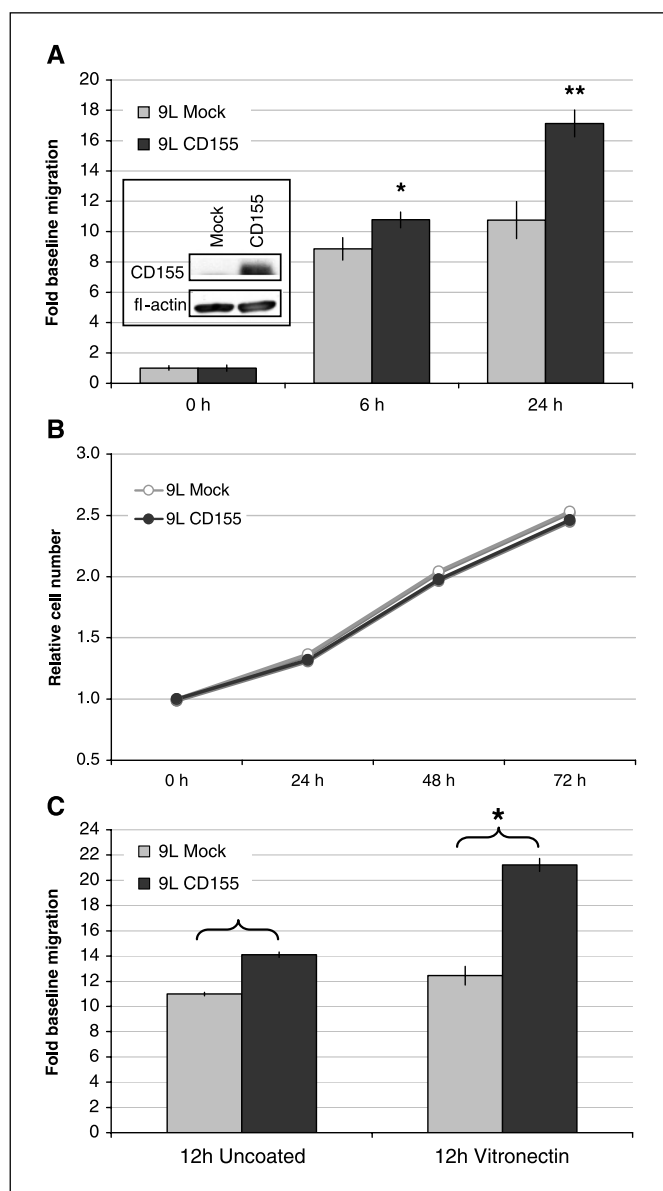 A
Fold baseline migration
20
18
16
14
12
10
8
6
4
2
0
9L Mock
9L CD155
Mock
CD155
CD155
fl-actin
*
**
0 h
6 h
24 h
B
Relative cell number
3.0
2.5
2.0
1.5
1.0
0.5
9L Mock
9L CD155
0 h
24 h
48 h
72 h
C
Fold baseline migration
24
22
20
18
16
14
12
10
8
6
4
2
0
9L Mock
9L CD155
*
12h Uncoated
12h Vitronectin